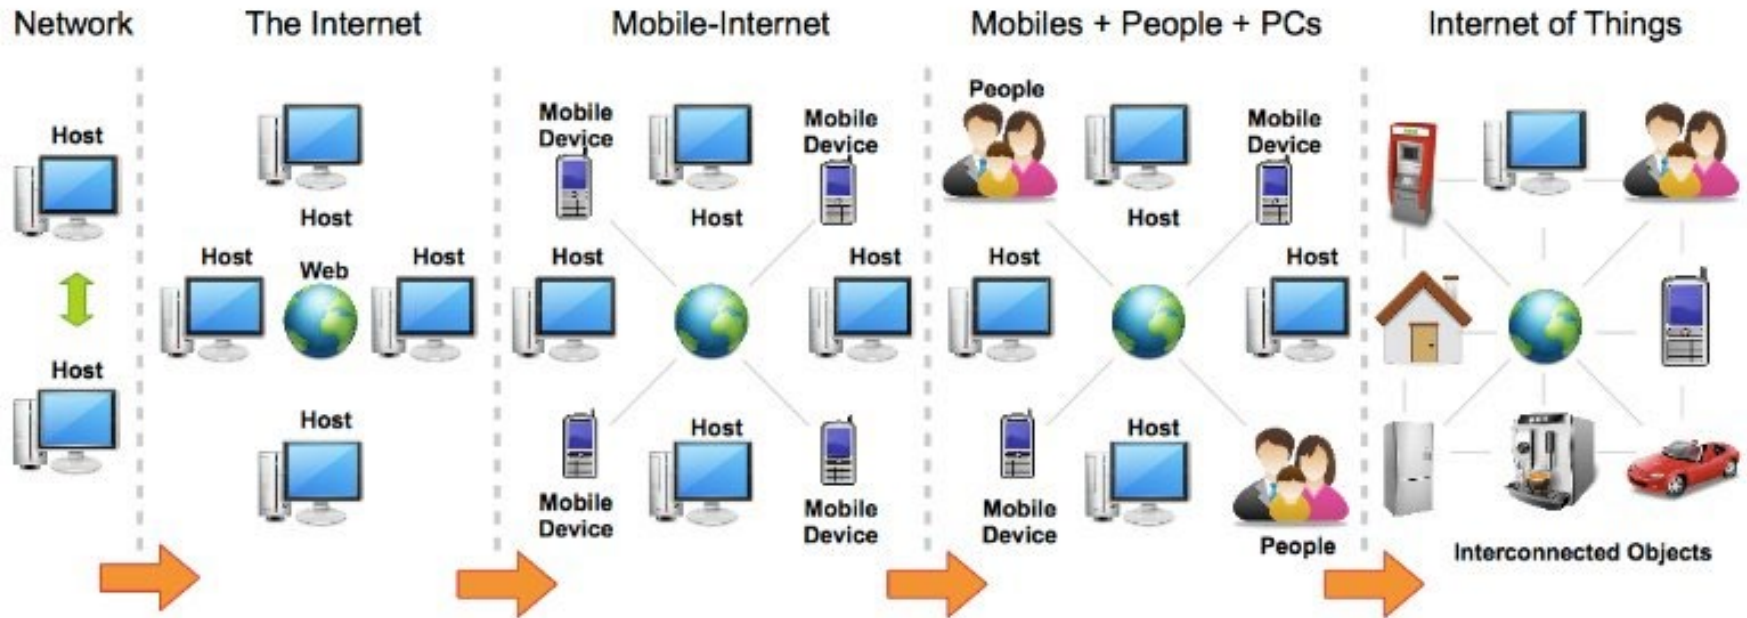 Network
The Internet
Mobile-Internet
Mobiles + People + PCs
Internet of Things
Host
Host
Host
Host
Web
Host
Host
Mobile
Device
Mobile
Device
Host
Host
Host
Host
Mobile
Device
Mobile
Device
People
Mobile
Device
Host
Host
Host
Host
Mobile
Device
People
Interconnected Objects